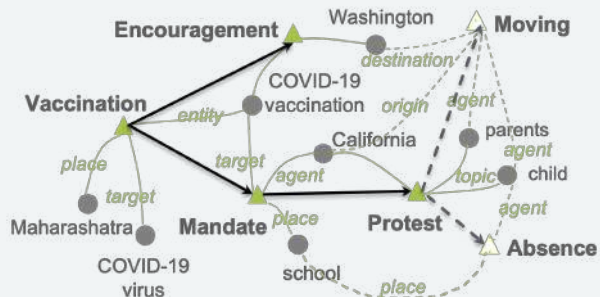 Washington
Encouragement
Moving
destination
COVID-19
vaccination
Vaccination
entity
origin
agent
California
parents
place
target
target
agent
agent
topic
child
Maharashatra
Mandate
place
Protest
agent
Absence
COVID-19
virus
school
place